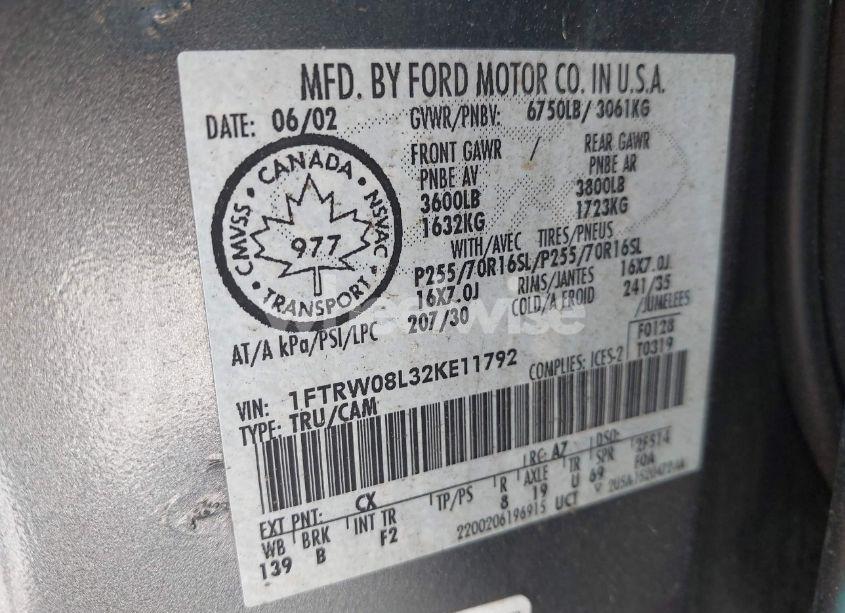 MFD. BY FORD MOTOR CO. IN U.S.A.
DATE: 06/02 GVWR/PNBV: 6750LB/ 3061KG
FRONT GAWR / REAR GAWR
PNBE AV PNBE AR
3600LB 3800LB
1632KG 1723KG
CANADA
CMVSS NSVAC
977
TRANSPORT
WITH/AVEC TIRES/PNEUS
P255/70R16SL/P255/70R16SL
16X7.0J RIMS/JANTES 16X7.0J
AT/A kPa/PSI/LPC 207/30 COLD/A FROID 241/35
/JUMELEES
wheelwise
VIN: 1FTRW08L32KE11792 COMPLIES: ICES-2 F0128
TYPE: TRU/CAM T0319
EXT PNT: CX RC: AZ DSO: 2F514
WB BRK INT TR TP/PS R AXLE TR SPR F0A
139 B F2 8 19 U 69
2200206196915 UCT